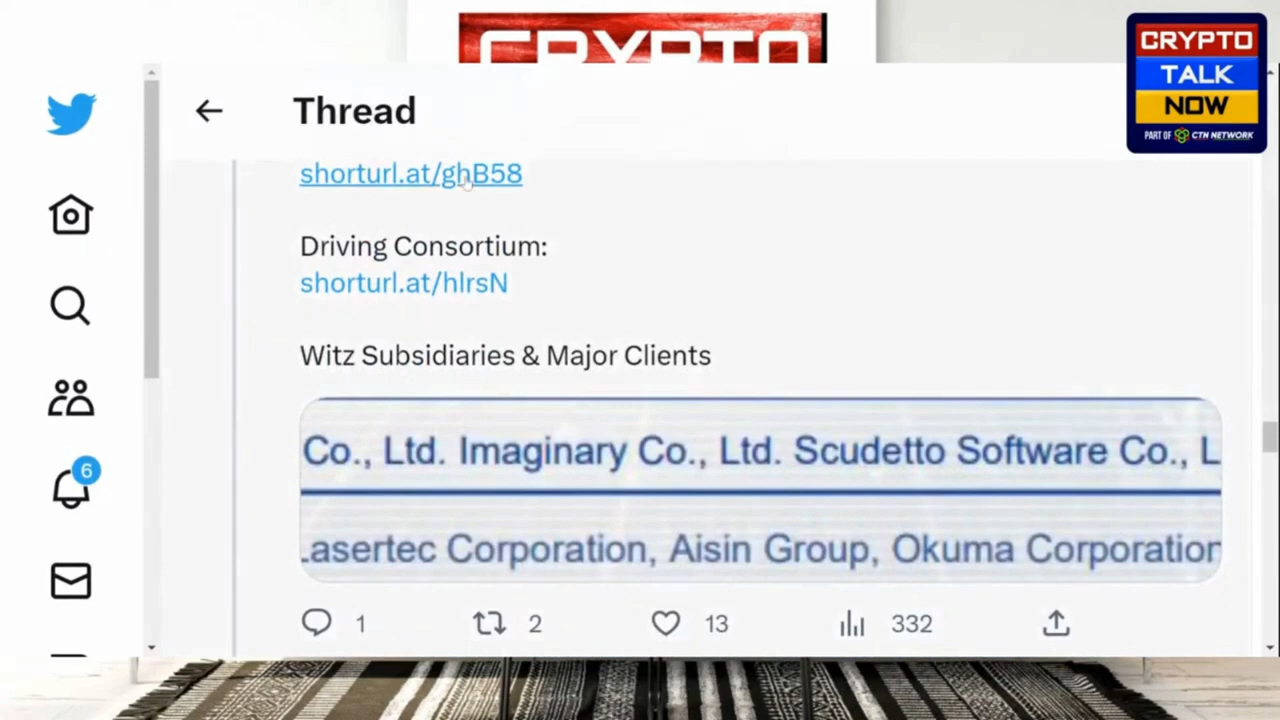 CRYPTO
CRYPTO
TALK
NOW
PART OF CTN NETWORK
Thread
shorturl.at/ghB58
Driving Consortium:
shorturl.at/hlrsN
Witz Subsidiaries & Major Clients
Co., Ltd. Imaginary Co., Ltd. Scudetto Software Co., L
asertec Corporation, Aisin Group, Okuma Corporation
6
1
2
13
332